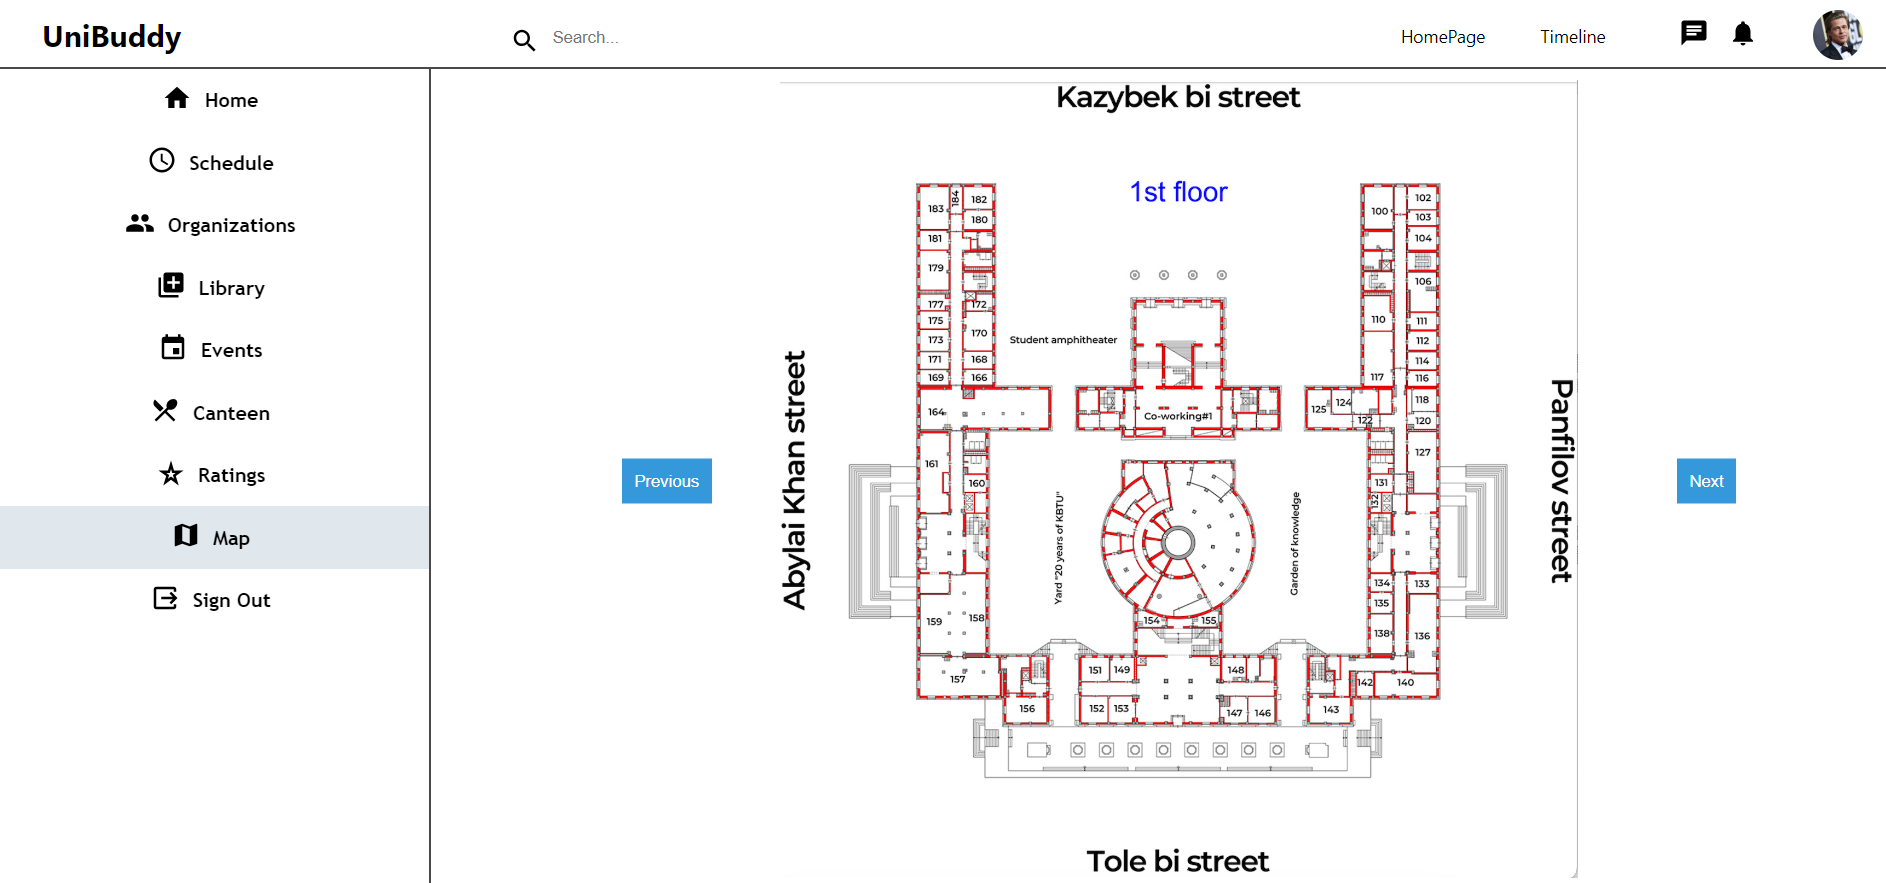 UniBuddy
Search...
HomePage
Timeline
Home
Schedule
Organizations
Library
Events
Canteen
Ratings
Map
Sign Out
Previous
Next
Kazybek bi street
1st floor
Abylai Khan street
Panfilov street
Tole bi street
Student amphitheater
Co-working#1
Yard "20 years of KBTU"
Garden of knowledge
183
184
182
180
181
179
177
172
175
170
173
171
168
169
166
164
161
160
159
158
157
156
100
102
103
104
106
110
111
112
114
117
116
118
125
124
122
120
127
131
132
134
133
135
138
136
142
140
143
154
155
151
149
148
152
153
147
146